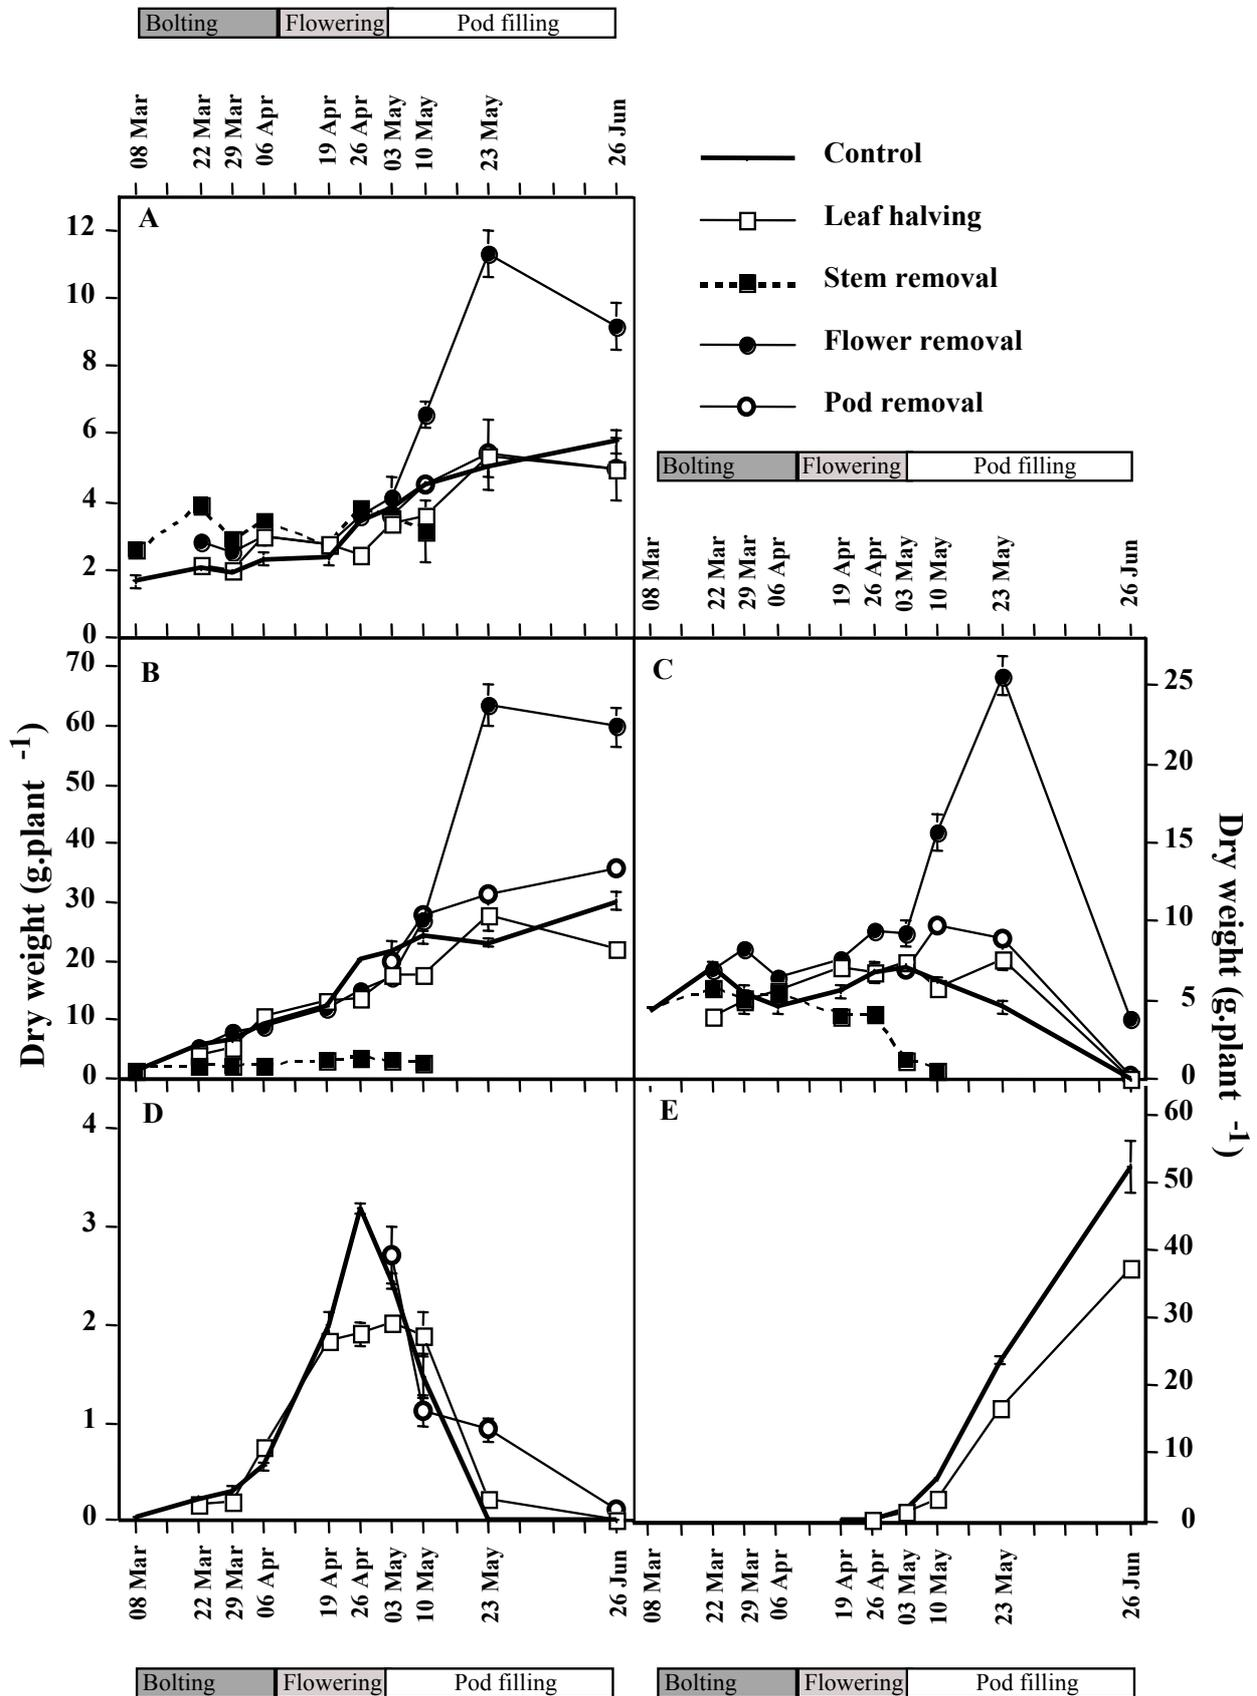 Bolting Flowering Pod filling
08 Mar 22 Mar 29 Mar 06 Apr 19 Apr 26 Apr 03 May 10 May 23 May 26 Jun
Control
Leaf halving
Stem removal
Flower removal
Pod removal
A
12
10
8
6
4
2
0
Bolting Flowering Pod filling
08 Mar 22 Mar 29 Mar 06 Apr 19 Apr 26 Apr 03 May 10 May 23 May 26 Jun
Dry weight (g.plant -1)
B
70
60
50
40
30
20
10
0
C
25
20
15
10
5
0
Dry weight (g.plant -1)
D
4
3
2
1
0
E
60
50
40
30
20
10
0
08 Mar 22 Mar 29 Mar 06 Apr 19 Apr 26 Apr 03 May 10 May 23 May 26 Jun
08 Mar 22 Mar 29 Mar 06 Apr 19 Apr 26 Apr 03 May 10 May 23 May 26 Jun
Bolting Flowering Pod filling
Bolting Flowering Pod filling